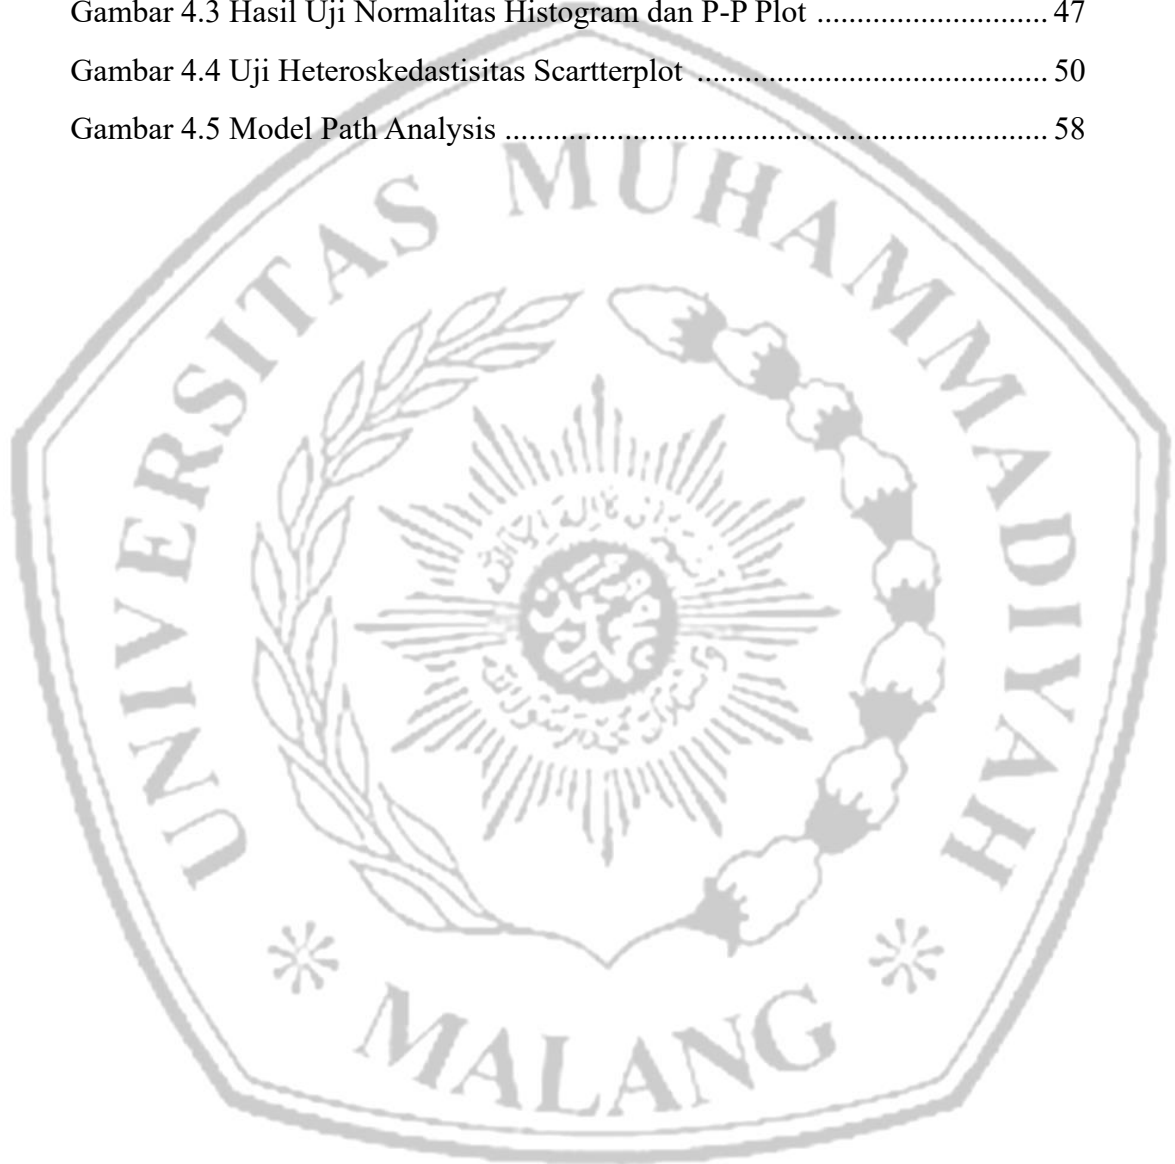 Gambar 4.3 Hasil Uji Normalitas Histogram dan P-P Plot ............................ 47
Gambar 4.4 Uji Heteroskedastisitas Scartterplot .......................................... 50
Gambar 4.5 Model Path Analysis ................................................................. 58
UNIVERSITAS MUHAMMADIYAH
MALANG